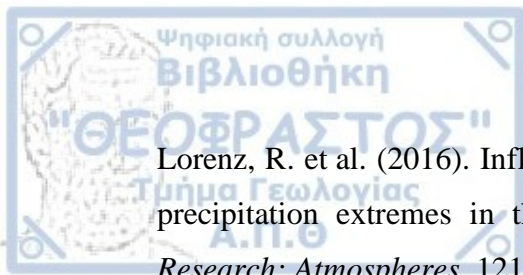 Ψηφιακή συλλογή
Βιβλιοθήκη
"ΘΕΟΦΡΑΣΤΟΣ"
Lorenz, R. et al. (2016). Infl
Τμήμα Γεωλογίας
precipitation extremes in th
Α.Π.Θ
Research: Atmospheres, 121